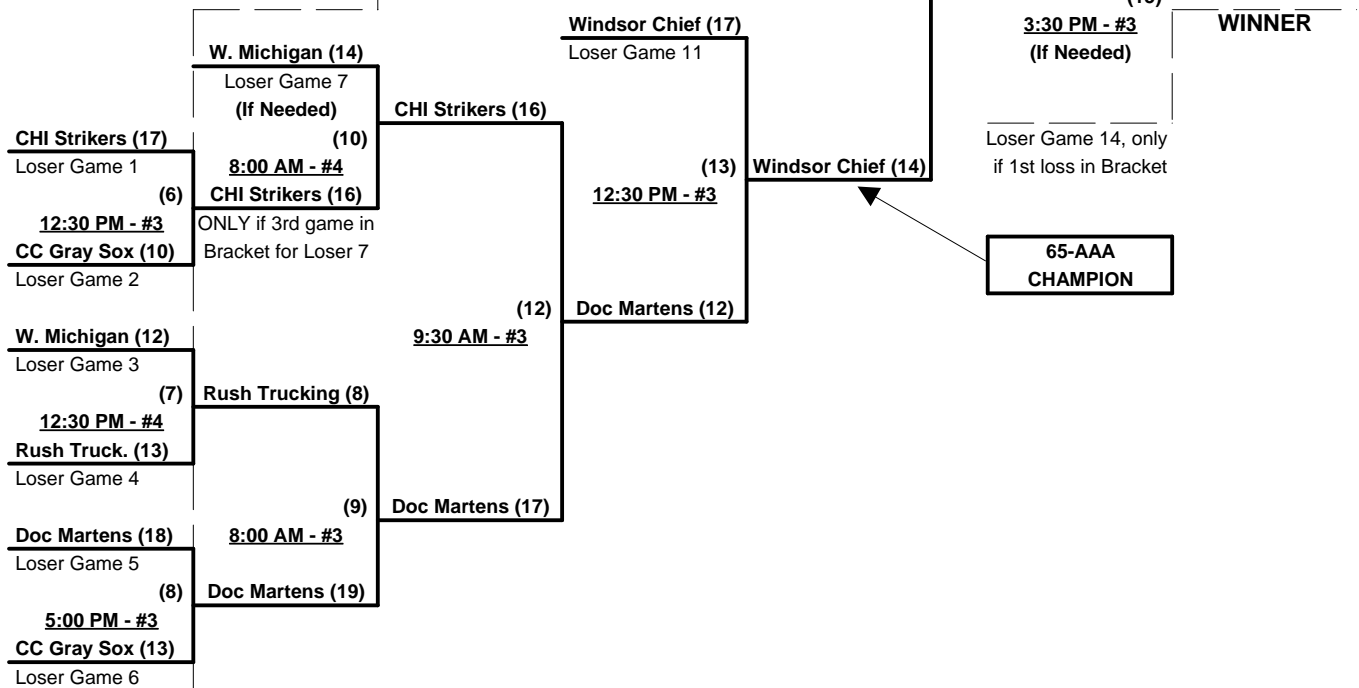 Windsor Chief (17)
3:30 PM - #3
WINNER
W. Michigan (14)
Loser Game 11
(If Needed)
Loser Game 7
(If Needed)
CHI Strikers (16)
CHI Strikers (17)
(10)
Loser Game 14, only
Loser Game 1
8:00 AM - #4
(13)
Windsor Chief (14)
if 1st loss in Bracket
(6)
CHI Strikers (16)
12:30 PM - #3
12:30 PM - #3
ONLY if 3rd game in
CC Gray Sox (10)
Bracket for Loser 7
65-AAA
Loser Game 2
CHAMPION
(12)
Doc Martens (12)
W. Michigan (12)
9:30 AM - #3
Loser Game 3
(7)
Rush Trucking (8)
12:30 PM - #4
Rush Truck. (13)
Loser Game 4
(9)
Doc Martens (17)
Doc Martens (18)
8:00 AM - #3
Loser Game 5
(8)
Doc Martens (19)
5:00 PM - #3
CC Gray Sox (13)
Loser Game 6